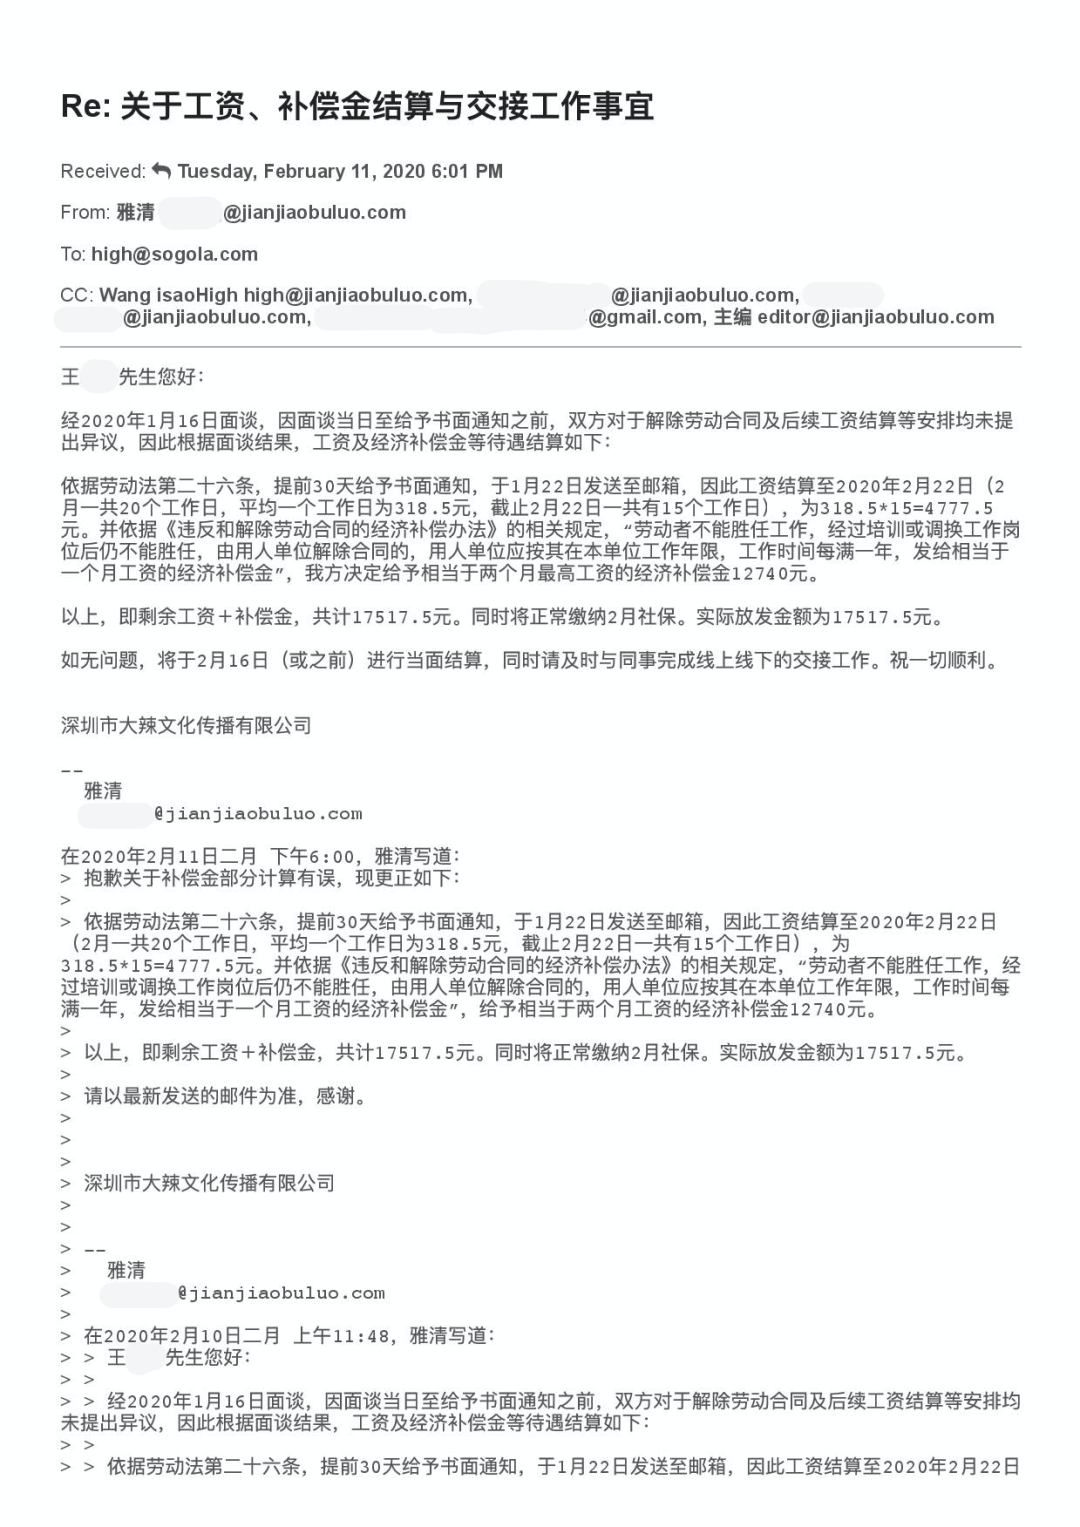 Re: 关于工资、补偿金结算与交接工作事宜
Received: Tuesday, February 11, 2020 6:01 PM
From: 雅清 @jianjiaobuluo.com
To: high@sogola.com
CC: Wang isaoHigh high@jianjiaobuluo.com, @jianjiaobuluo.com,
@jianjiaobuluo.com, @gmail.com, 主编 editor@jianjiaobuluo.com
王 先生您好：
经2020年1月16日面谈，因面谈当日至给予书面通知之前，双方对于解除劳动合同及后续工资结算等安排均未提
出异议，因此根据面谈结果，工资及经济补偿金等待遇结算如下：
依据劳动法第二十六条，提前30天给予书面通知，于1月22日发送至邮箱，因此工资结算至2020年2月22日（2
月一共20个工作日，平均一个工作日为318.5元，截止2月22日一共有15个工作日），为318.5*15=4777.5
元。并依据《违反和解除劳动合同的经济补偿办法》的相关规定，“劳动者不能胜任工作，经过培训或调换工作岗
位后仍不能胜任，由用人单位解除合同的，用人单位应按其在本单位工作年限，工作时间每满一年，发给相当于
一个月工资的经济补偿金”，我方决定给予相当于两个月最高工资的经济补偿金12740元。
以上，即剩余工资＋补偿金，共计17517.5元。同时将正常缴纳2月社保。实际放发金额为17517.5元。
如无问题，将于2月16日（或之前）进行当面结算，同时请及时与同事完成线上线下的交接工作。祝一切顺利。
深圳市大辣文化传播有限公司
--
雅清
@jianjiaobuluo.com
在2020年2月11日二月 下午6:00，雅清写道：
> 抱歉关于补偿金部分计算有误，现更正如下：
>
> 依据劳动法第二十六条，提前30天给予书面通知，于1月22日发送至邮箱，因此工资结算至2020年2月22日
（2月一共20个工作日，平均一个工作日为318.5元，截止2月22日一共有15个工作日），为
318.5*15=4777.5元。并依据《违反和解除劳动合同的经济补偿办法》的相关规定，“劳动者不能胜任工作，经
过培训或调换工作岗位后仍不能胜任，由用人单位解除合同的，用人单位应按其在本单位工作年限，工作时间每
满一年，发给相当于一个月工资的经济补偿金”，给予相当于两个月工资的经济补偿金12740元。
>
> 以上，即剩余工资＋补偿金，共计17517.5元。同时将正常缴纳2月社保。实际放发金额为17517.5元。
>
> 请以最新发送的邮件为准，感谢。
>
>
>
> 深圳市大辣文化传播有限公司
>
>
> --
> 雅清
> @jianjiaobuluo.com
>
> 在2020年2月10日二月 上午11:48，雅清写道：
> > 王 先生您好：
> >
> > 经2020年1月16日面谈，因面谈当日至给予书面通知之前，双方对于解除劳动合同及后续工资结算等安排均
未提出异议，因此根据面谈结果，工资及经济补偿金等待遇结算如下：
> >
> > 依据劳动法第二十六条，提前30天给予书面通知，于1月22日发送至邮箱，因此工资结算至2020年2月22日